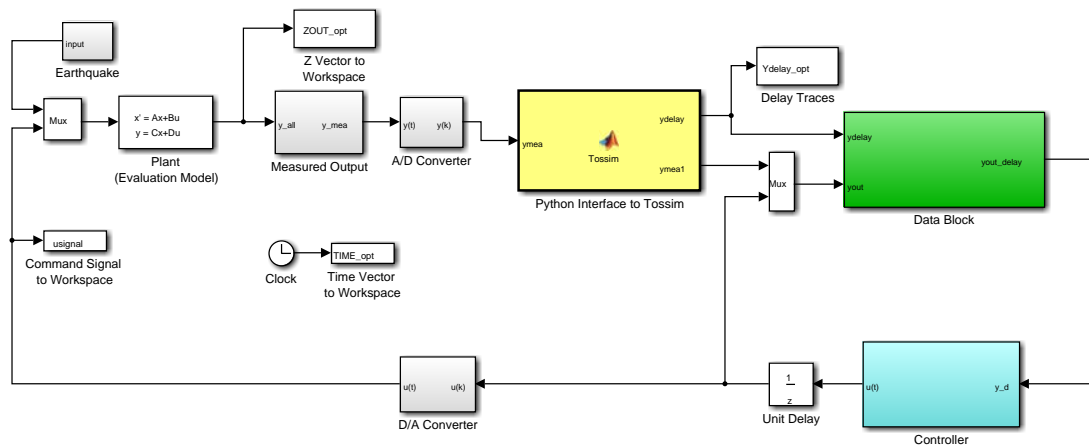 input
Earthquake
Mux
x' = Ax+Bu
y = Cx+Du
Plant
(Evaluation Model)
ZOUT_opt
Z Vector to
Workspace
y_all
y_mea
Measured Output
y(t)
y(k)
A/D Converter
ymea
Tossim
ydelay
ymea1
Python Interface to Tossim
Ydelay_opt
Delay Traces
Mux
ydelay
yout
yout_delay
Data Block
usignal
Command Signal
to Workspace
Clock
TIME_opt
Time Vector
to Workspace
u(t)
u(k)
D/A Converter
1
z
Unit Delay
u(t)
y_d
Controller